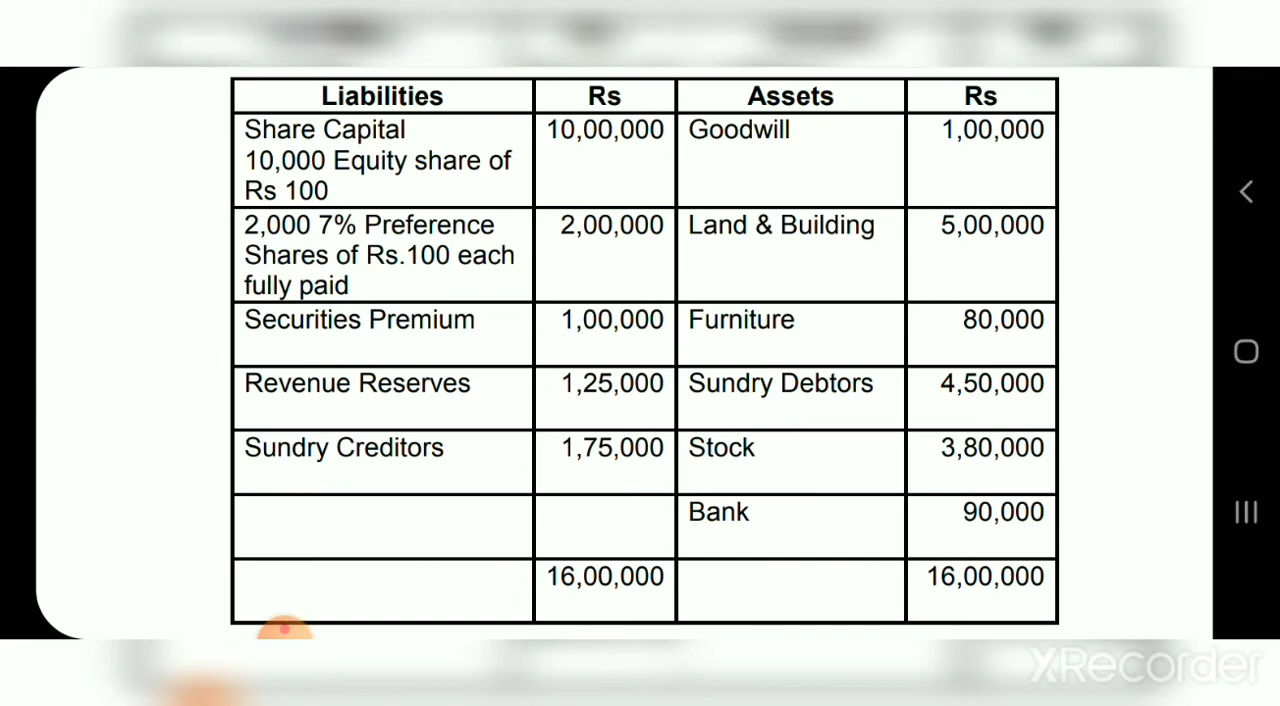 Liabilities Rs Assets Rs
Share Capital 10,00,000 Goodwill 1,00,000
10,000 Equity share of
Rs 100
2,000 7% Preference 2,00,000 Land & Building 5,00,000
Shares of Rs.100 each
fully paid
Securities Premium 1,00,000 Furniture 80,000
Revenue Reserves 1,25,000 Sundry Debtors 4,50,000
Sundry Creditors 1,75,000 Stock 3,80,000
Bank 90,000
16,00,000 16,00,000
XRecorder